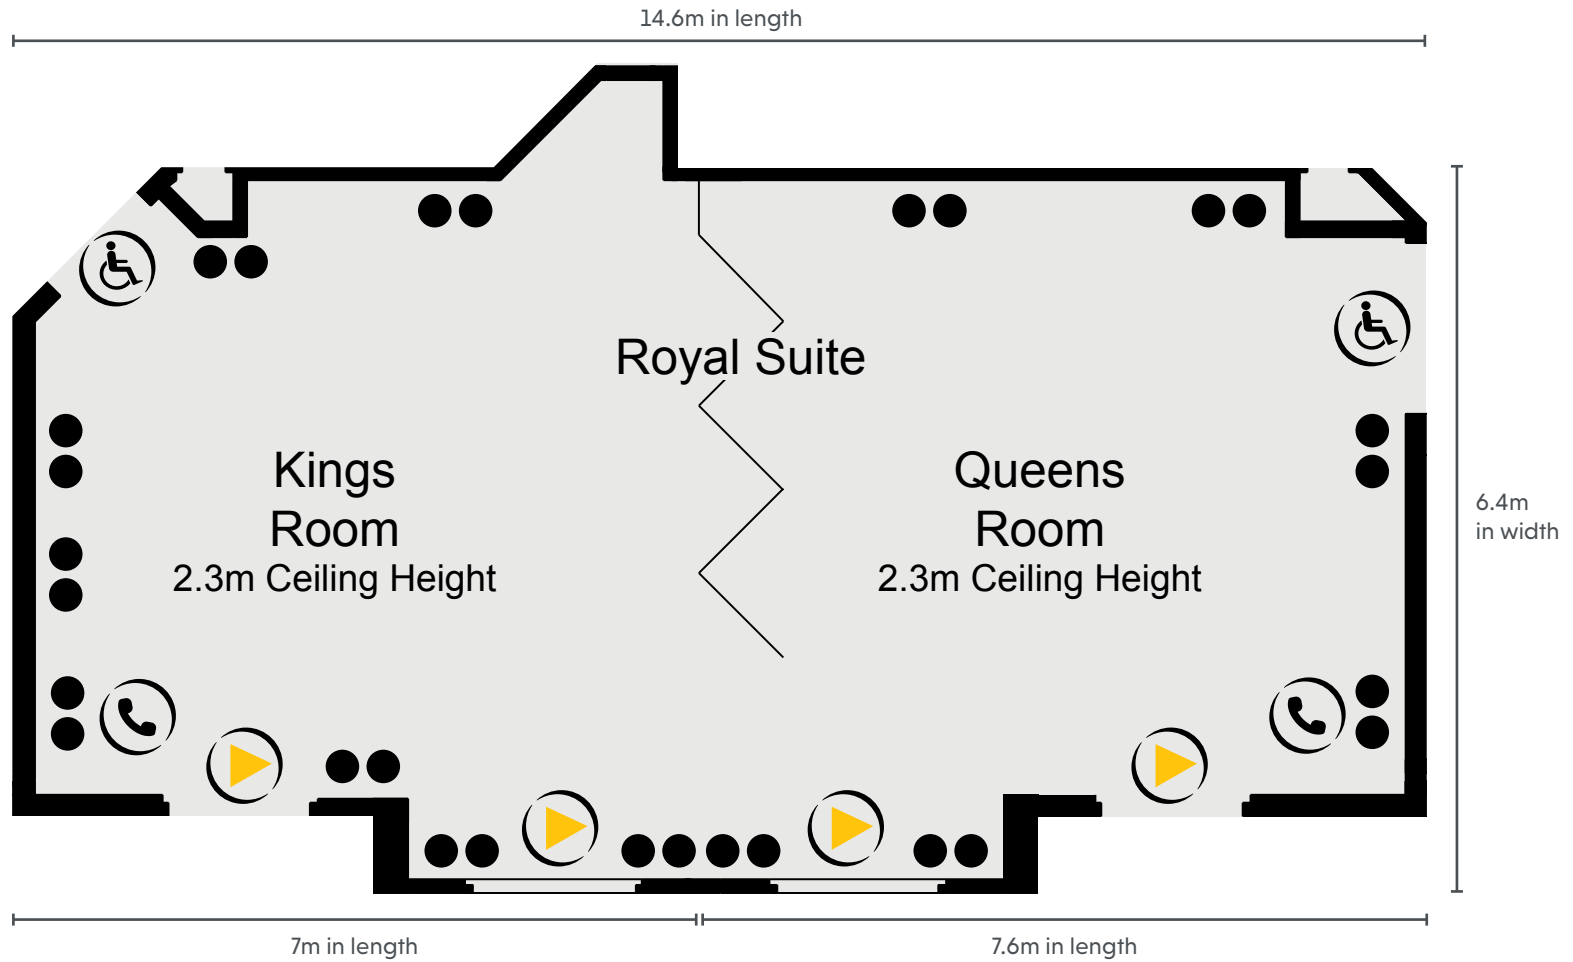 14.6m in length
Royal Suite
Kings
Room
2.3m Ceiling Height
Queens
Room
2.3m Ceiling Height
6.4m
in width
7m in length
7.6m in length